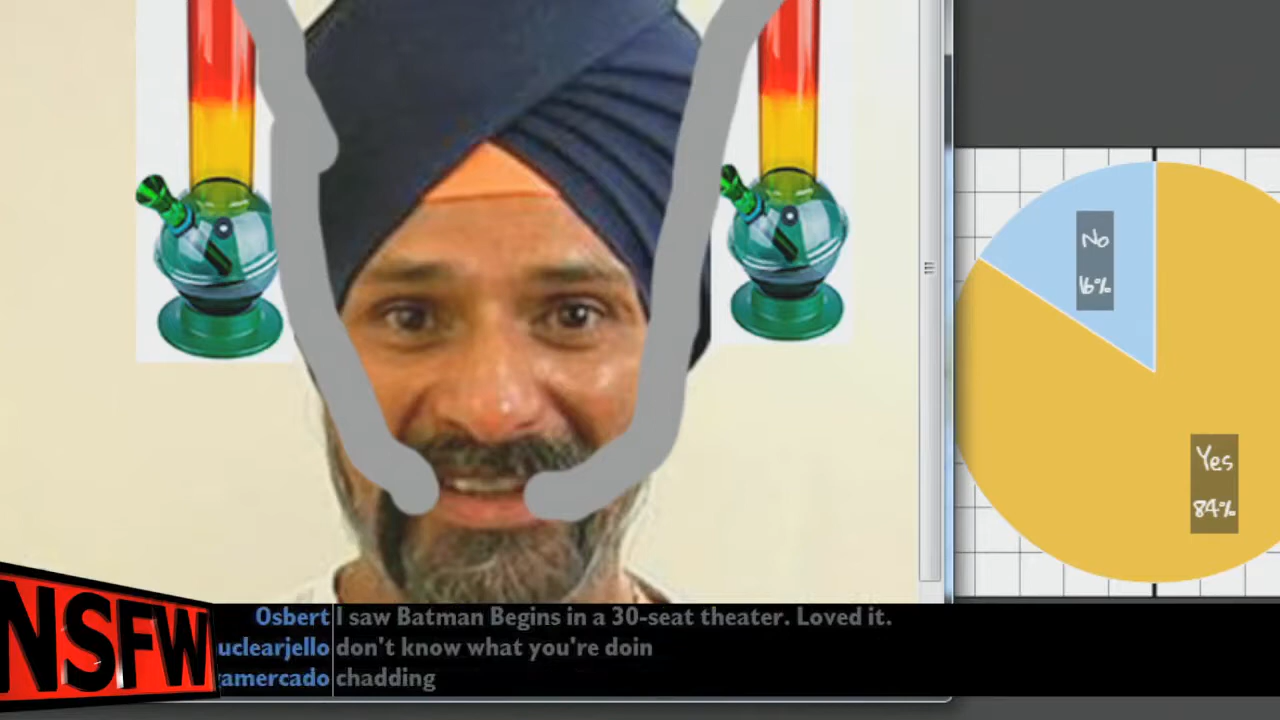 No
16%
Yes
84%
NSFW
Osbert I saw Batman Begins in a 30-seat theater. Loved it.
uclearjello don't know what you're doin
gamercado chadding